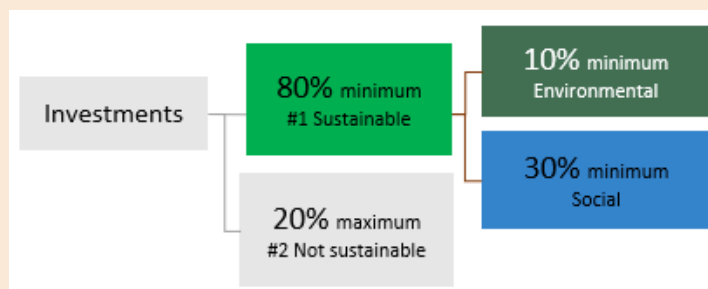 Investments
80% minimum
#1 Sustainable
20% maximum
#2 Not sustainable
10% minimum
Environmental
30% minimum
Social